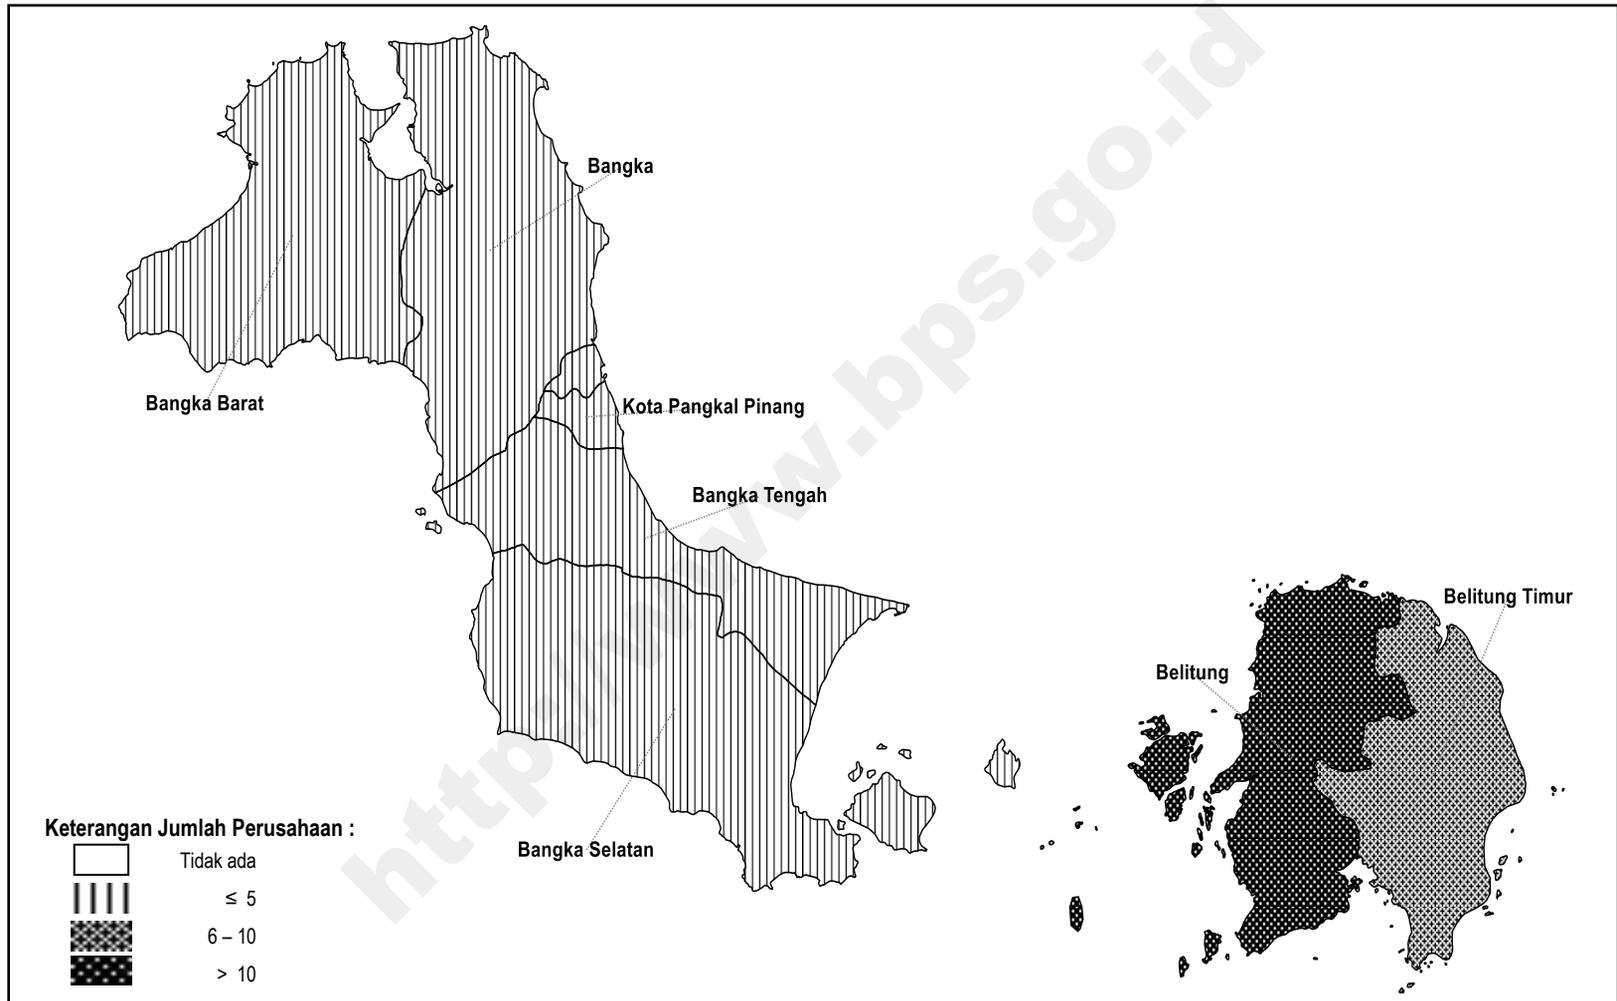 Bangka
Bangka Barat
Kota Pangkal Pinang
Bangka Tengah
Belitung Timur
Belitung
Bangka Selatan
Keterangan Jumlah Perusahaan :
Tidak ada
≤ 5
6 – 10
> 10
http://www.bps.go.id